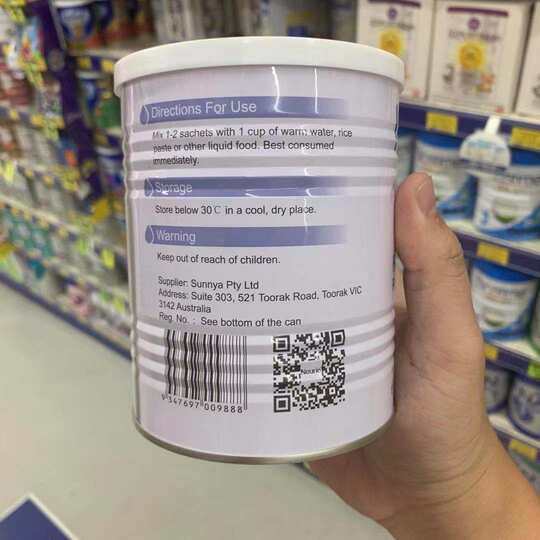 Directions For Use
Mix 1-2 sachets with 1 cup of warm water, rice
paste or other liquid food. Best consumed
immediately.
Storage
Store below 30℃ in a cool, dry place.
Warning
Keep out of reach of children.
Supplier: Sunnya Pty Ltd
Address: Suite 303, 521 Toorak Road, Toorak VIC
3142 Australia
Reg. No. : See bottom of the can
9 347697 009888